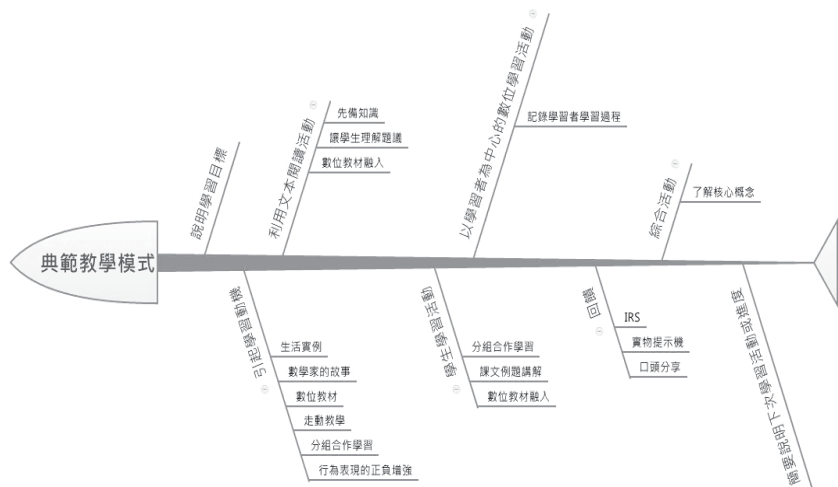 典範教學模式
說明學習目標
引起學習動機
生活實例
數學家的故事
數位教材
走動教學
分組合作學習
行為表現的正負增強
利用文本閱讀活動
先備知識
讓學生理解題議
數位教材融入
學生學習活動
分組合作學習
課文例題講解
數位教材融入
以學習者為中心的數位學習活動
記錄學習者學習過程
回饋
IRS
實物提示機
口頭分享
綜合活動
了解核心概念
簡要說明下次學習活動或進度